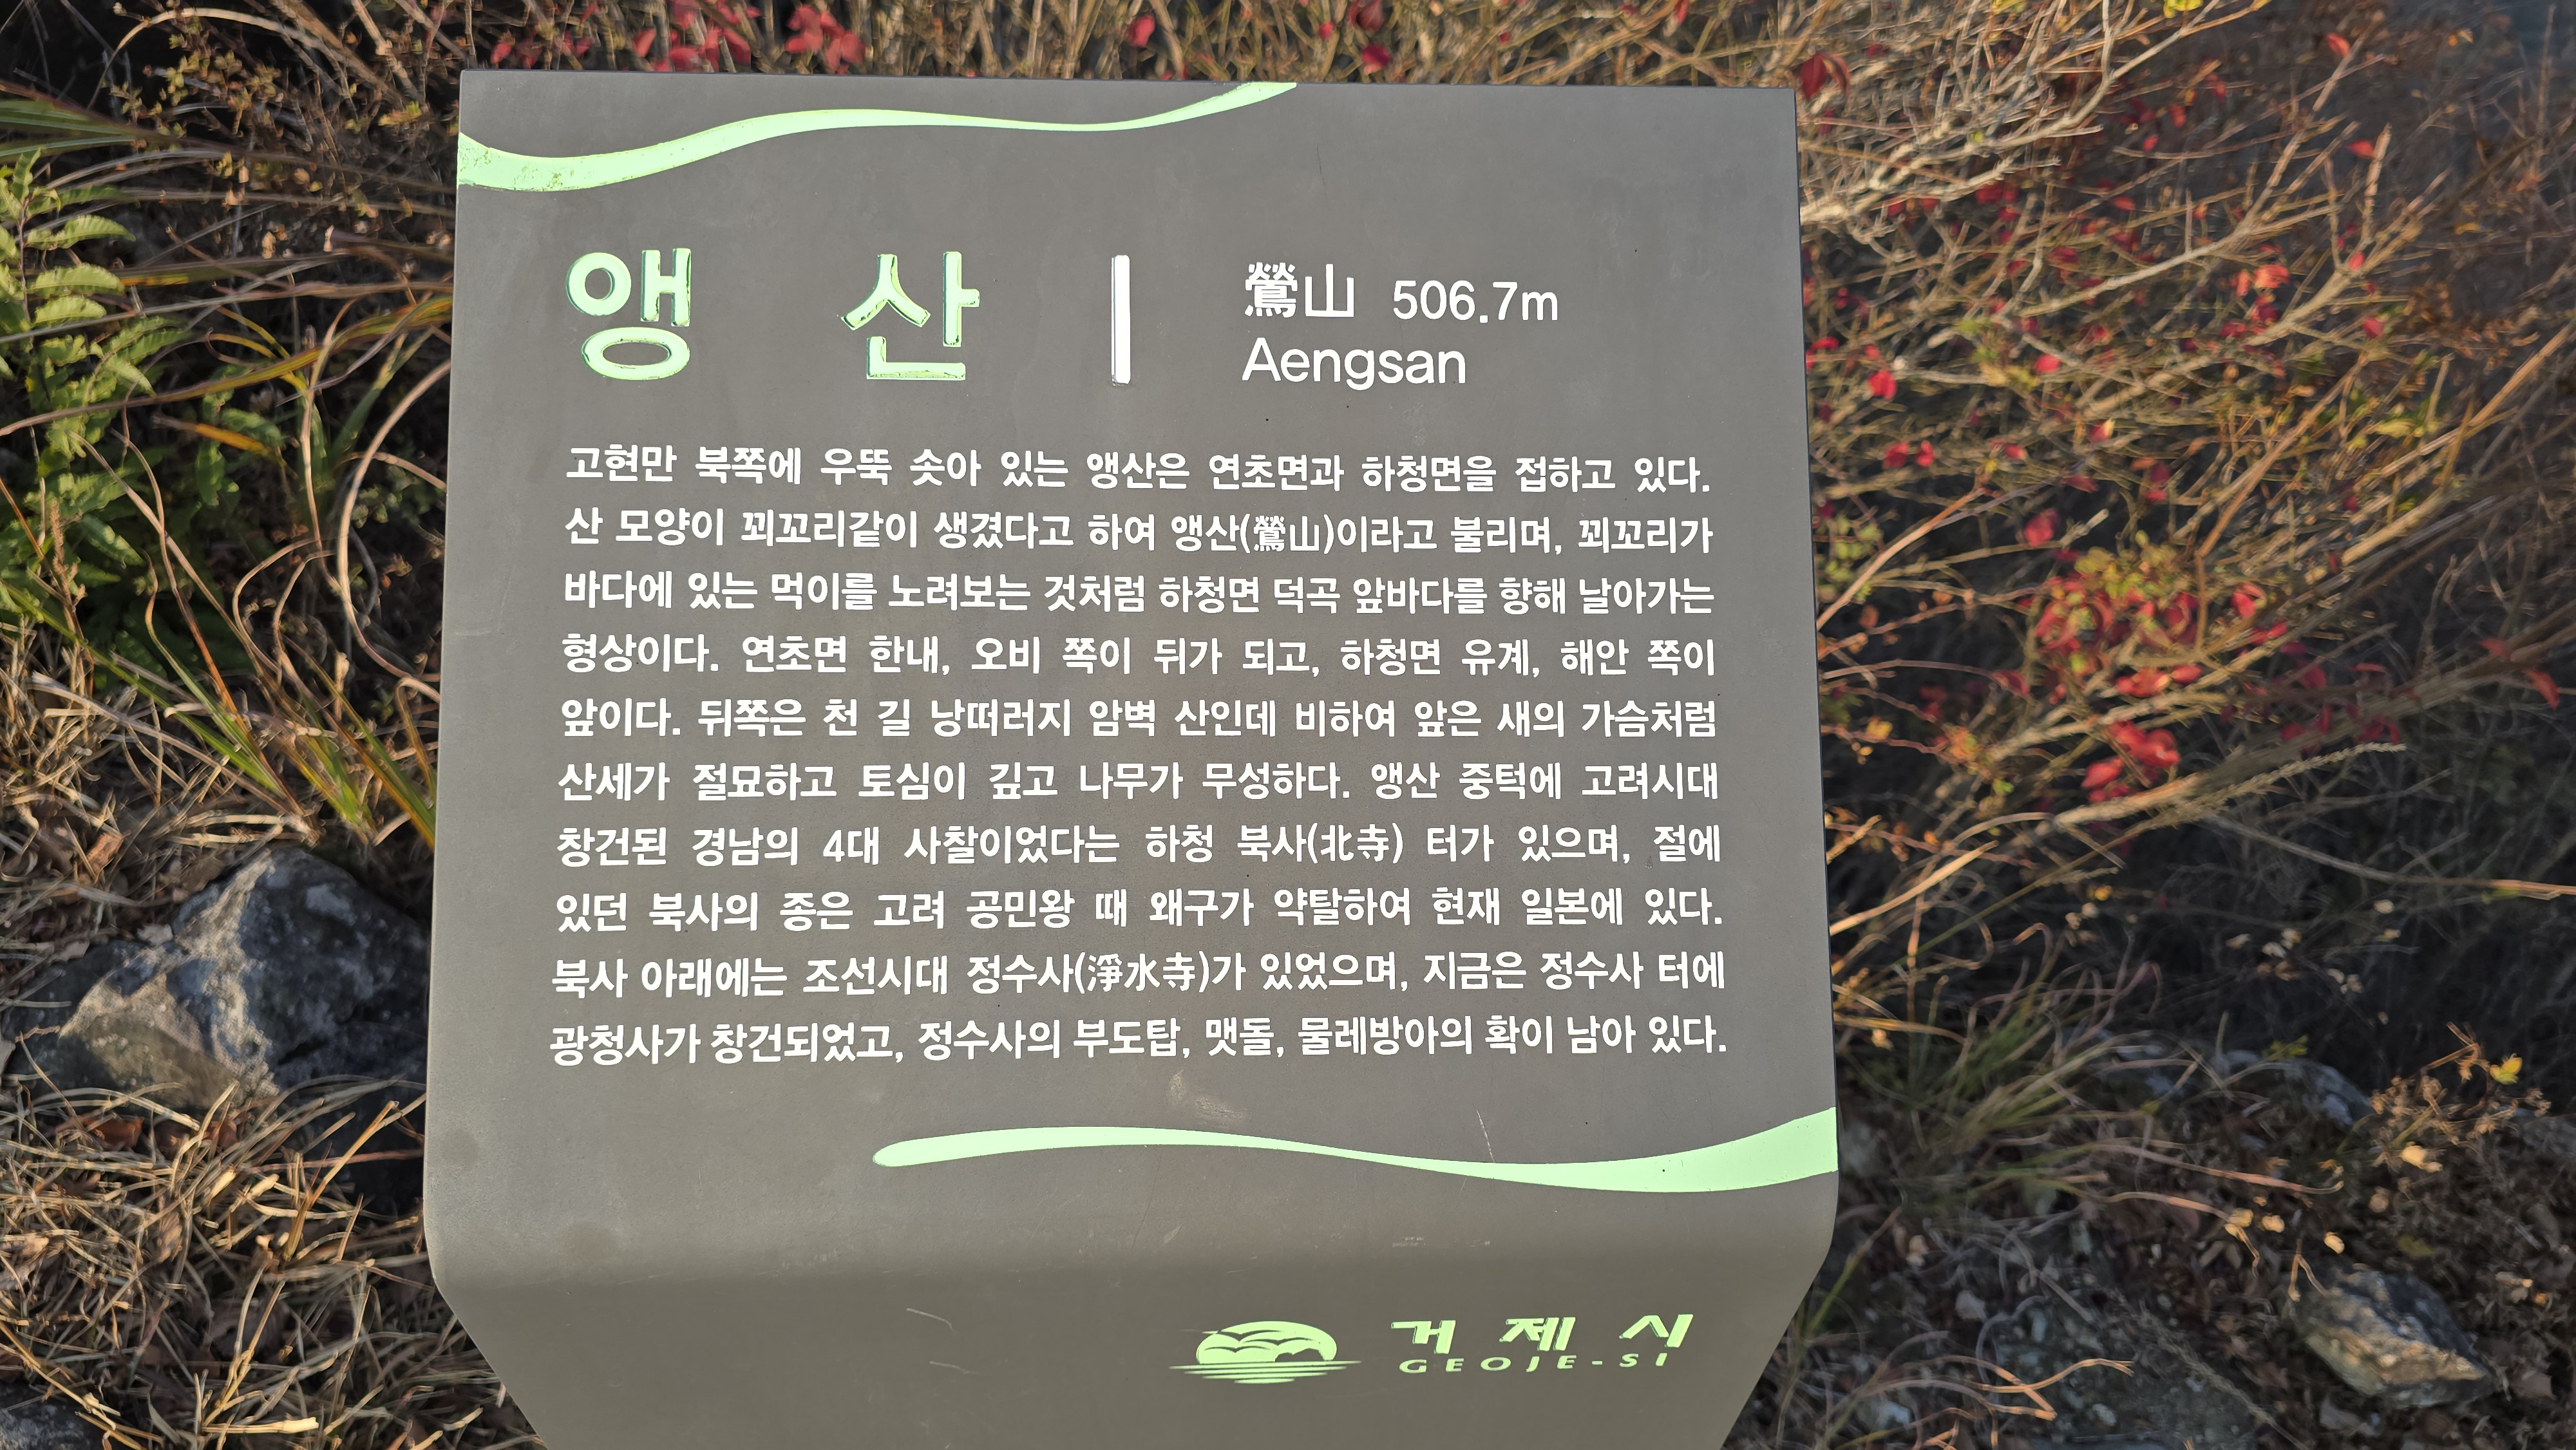 앵 산
鶯山 506.7m
Aengsan
고현만 북쪽에 우뚝 솟아 있는 앵산은 연초면과 하청면을 접하고 있다.
산 모양이 꾀꼬리같이 생겼다고 하여 앵산(鶯山)이라고 불리며, 꾀꼬리가
바다에 있는 먹이를 노려보는 것처럼 하청면 덕곡 앞바다를 향해 날아가는
형상이다. 연초면 한내, 오비 쪽이 뒤가 되고, 하청면 유계, 해안 쪽이
앞이다. 뒤쪽은 천 길 낭떠러지 암벽 산인데 비하여 앞은 새의 가슴처럼
산세가 절묘하고 토심이 깊고 나무가 무성하다. 앵산 중턱에 고려시대
창건된 경남의 4대 사찰이었다는 하청 북사(北寺) 터가 있으며, 절에
있던 북사의 종은 고려 공민왕 때 왜구가 약탈하여 현재 일본에 있다.
북사 아래에는 조선시대 정수사(淨水寺)가 있었으며, 지금은 정수사 터에
광청사가 창건되었고, 정수사의 부도탑, 맷돌, 물레방아의 확이 남아 있다.
거제시
GEOJE-SI